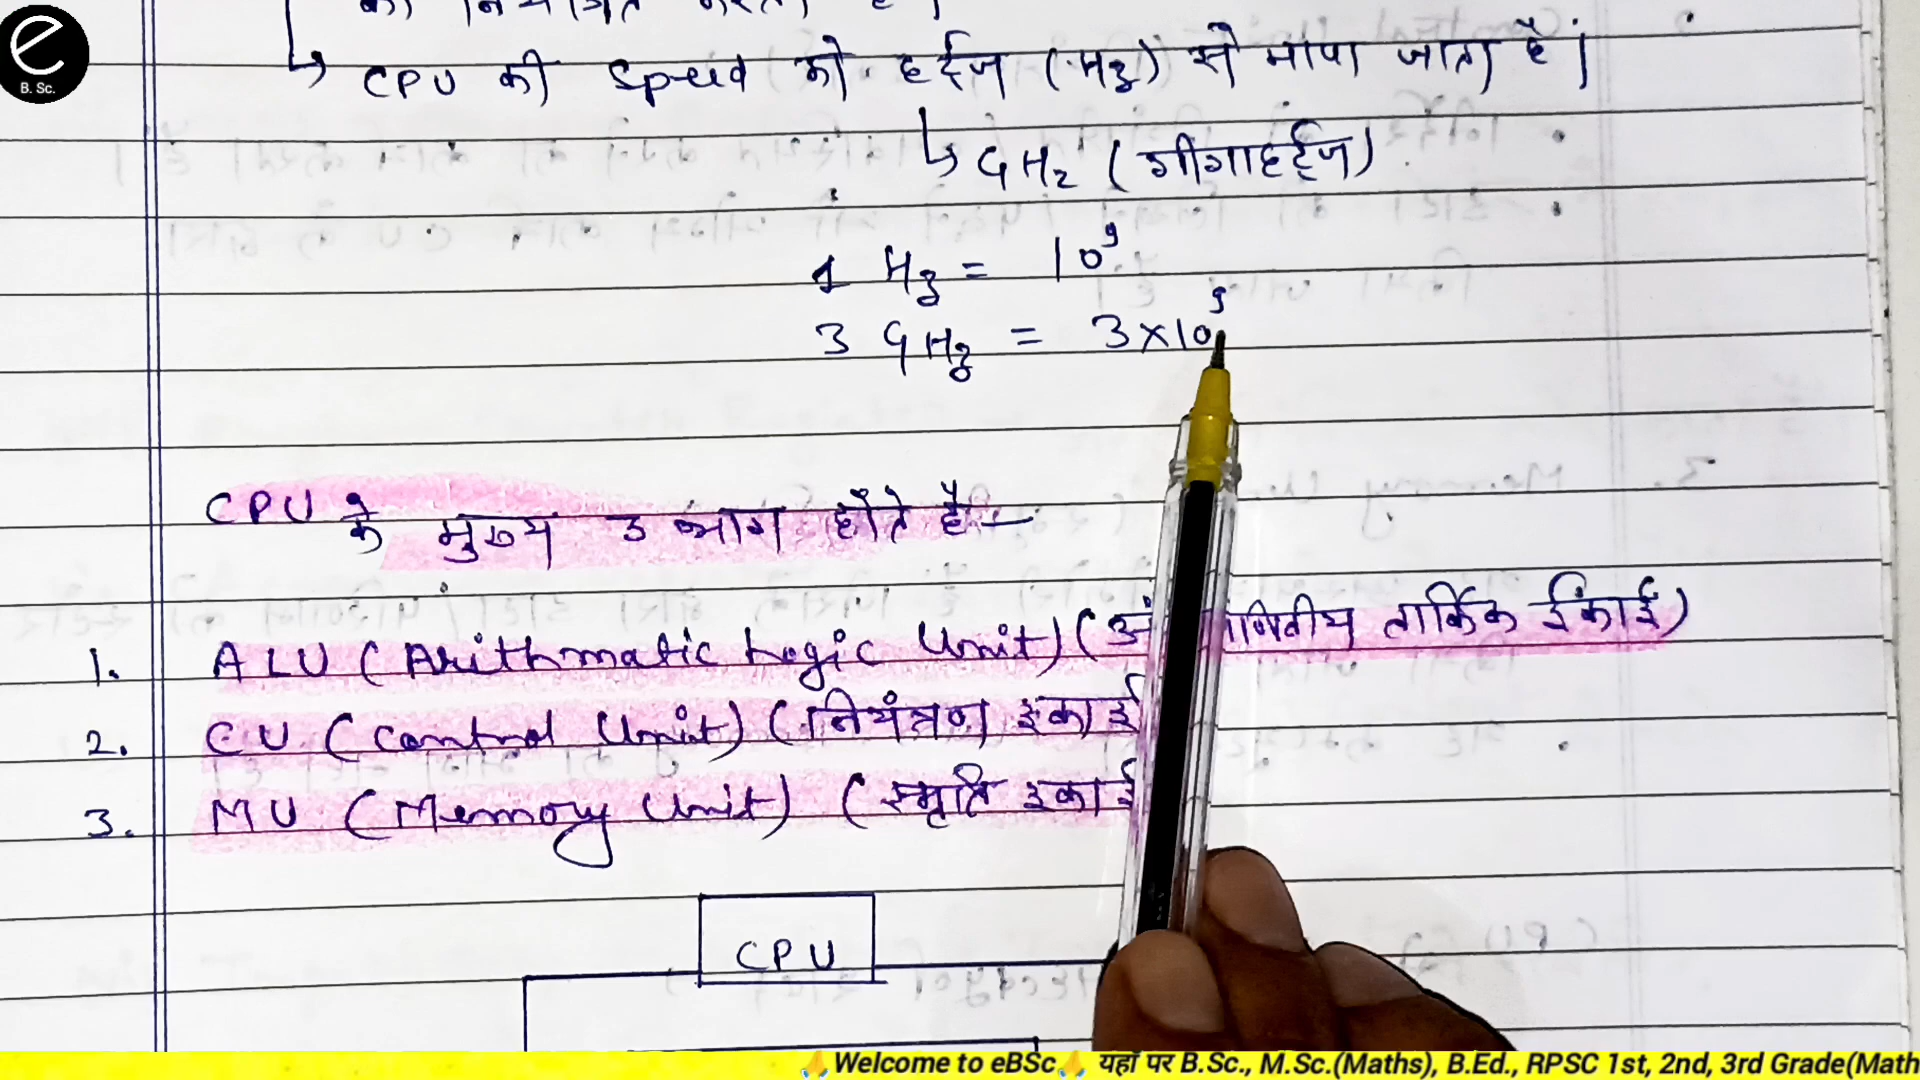 B. Sc.
को नियंत्रित करता है।
↳ CPU की speed को हर्ट्ज (Hz) से मापा जाता है।
↳ GHz (गीगाहर्ट्ज)
1 Hz = 10⁹
3 GHz = 3×10⁹
CPU के मुख्य 3 भाग होते है –
1. ALU (Arithmatic Logic Unit) (तार्किक ईकाई)
2. CU (Control Unit) (नियंत्रण इकाई
3. MU (Memory Unit) (स्मृति इकाई
CPU
🙏Welcome to eBSc🙏 यहाँ पर B.Sc., M.Sc.(Maths), B.Ed., RPSC 1st, 2nd, 3rd Grade(Math